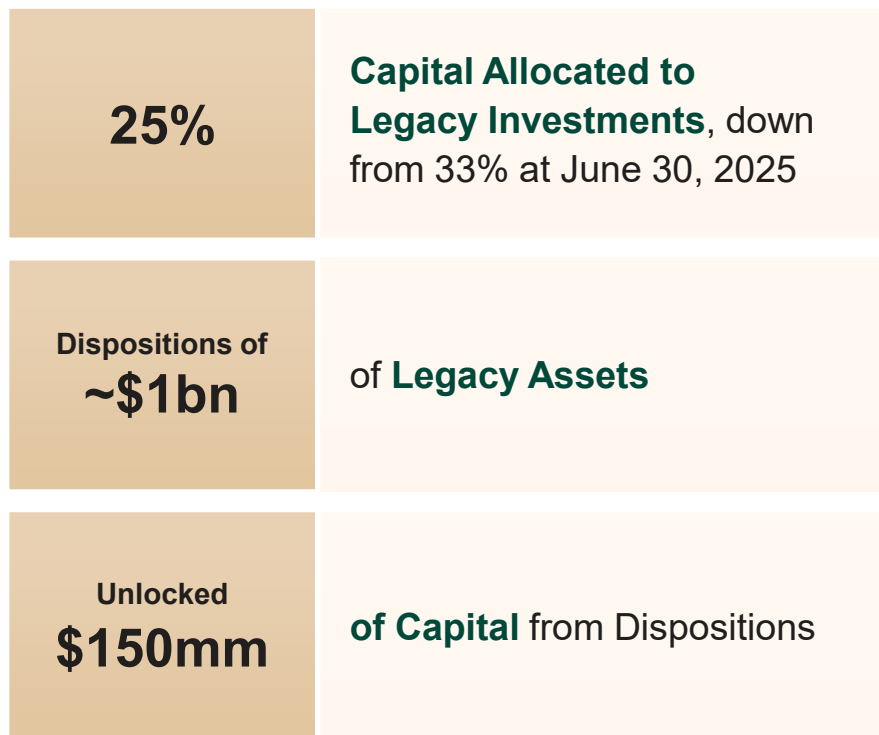 25%
Capital Allocated to
Legacy Investments, down
from 33% at June 30, 2025
Dispositions of
~$1bn
of Legacy Assets
Unlocked
$150mm
of Capital from Dispositions